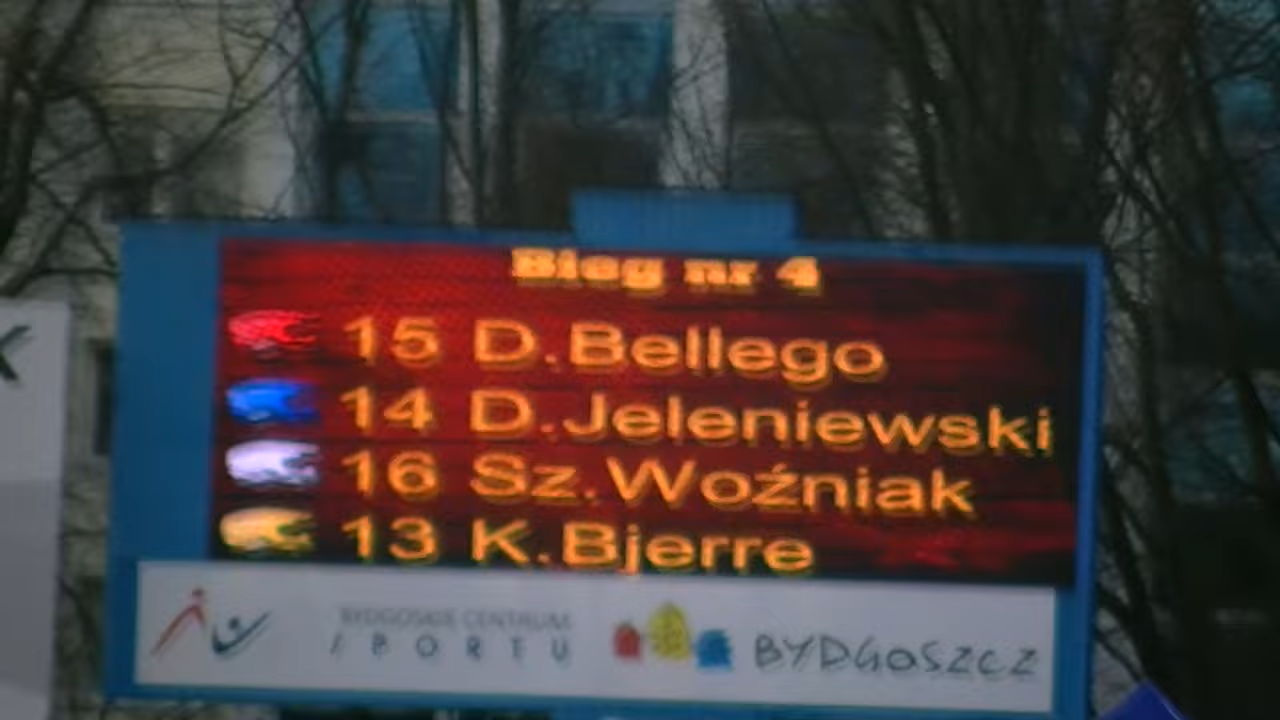 Bieg nr 4
15 D.Bellego
14 D.Jeleniewski
16 Sz.Woźniak
13 K.Bjerre
BYDGOSKIE CENTRUM
SPORTU
BYDGOSZCZ